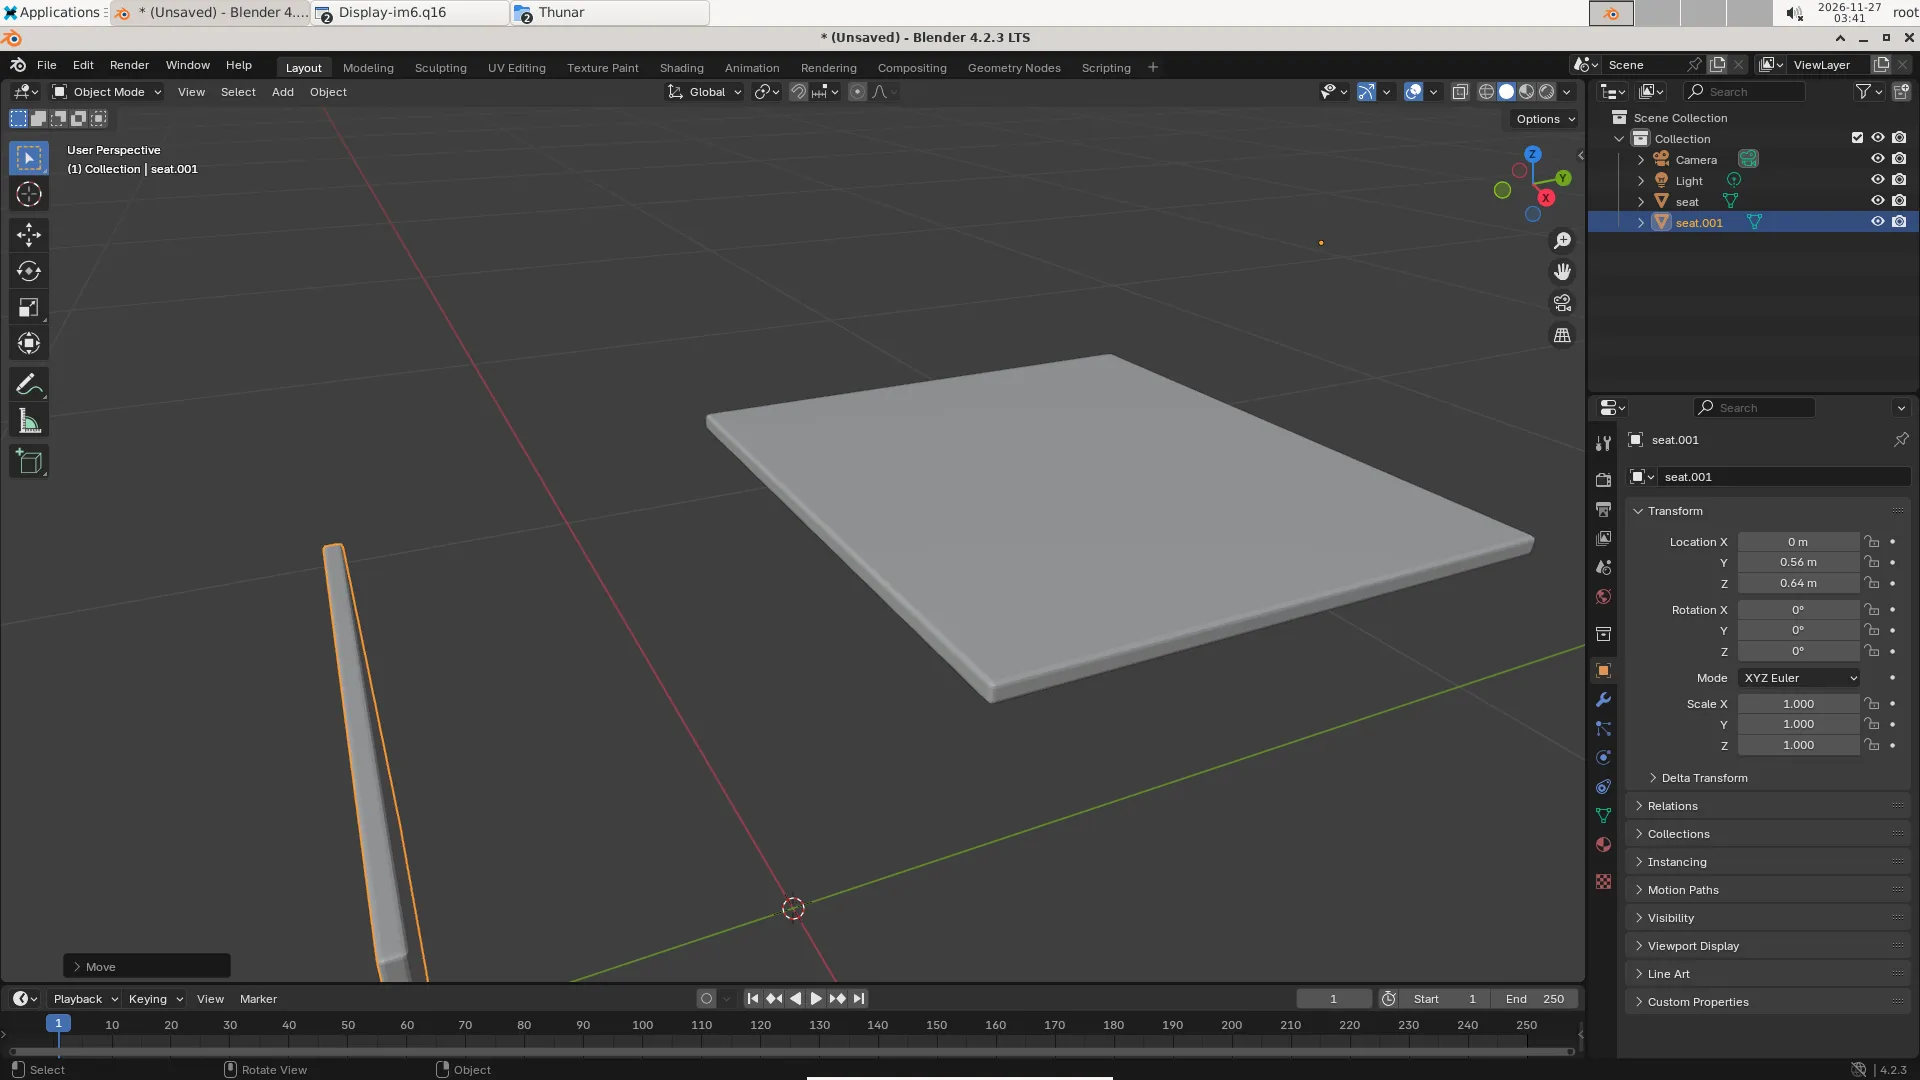 Applications
* (Unsaved) - Blender 4....
2
Display-im6.q16
2
Thunar
2026-11-27
03:41
root
* (Unsaved) - Blender 4.2.3 LTS
File
Edit
Render
Window
Help
Layout
Modeling
Sculpting
UV Editing
Texture Paint
Shading
Animation
Rendering
Compositing
Geometry Nodes
Scripting
Scene
ViewLayer
Object Mode
View
Select
Add
Object
Global
Search
Options
Scene Collection
Collection
Camera
Light
seat
seat.001
User Perspective
(1) Collection | seat.001
Z
Y
X
Search
seat.001
seat.001
Transform
Location X 0 m
Y 0.56 m
Z 0.64 m
Rotation X 0°
Y 0°
Z 0°
Mode XYZ Euler
Scale X 1.000
Y 1.000
Z 1.000
Delta Transform
Relations
Collections
Instancing
Motion Paths
Visibility
Viewport Display
Line Art
Custom Properties
Move
Playback
Keying
View
Marker
1
Start 1
End 250
1 10 20 30 40 50 60 70 80 90 100 110 120 130 140 150 160 170 180 190 200 210 220 230 240 250
Select
Rotate View
Object
4.2.3